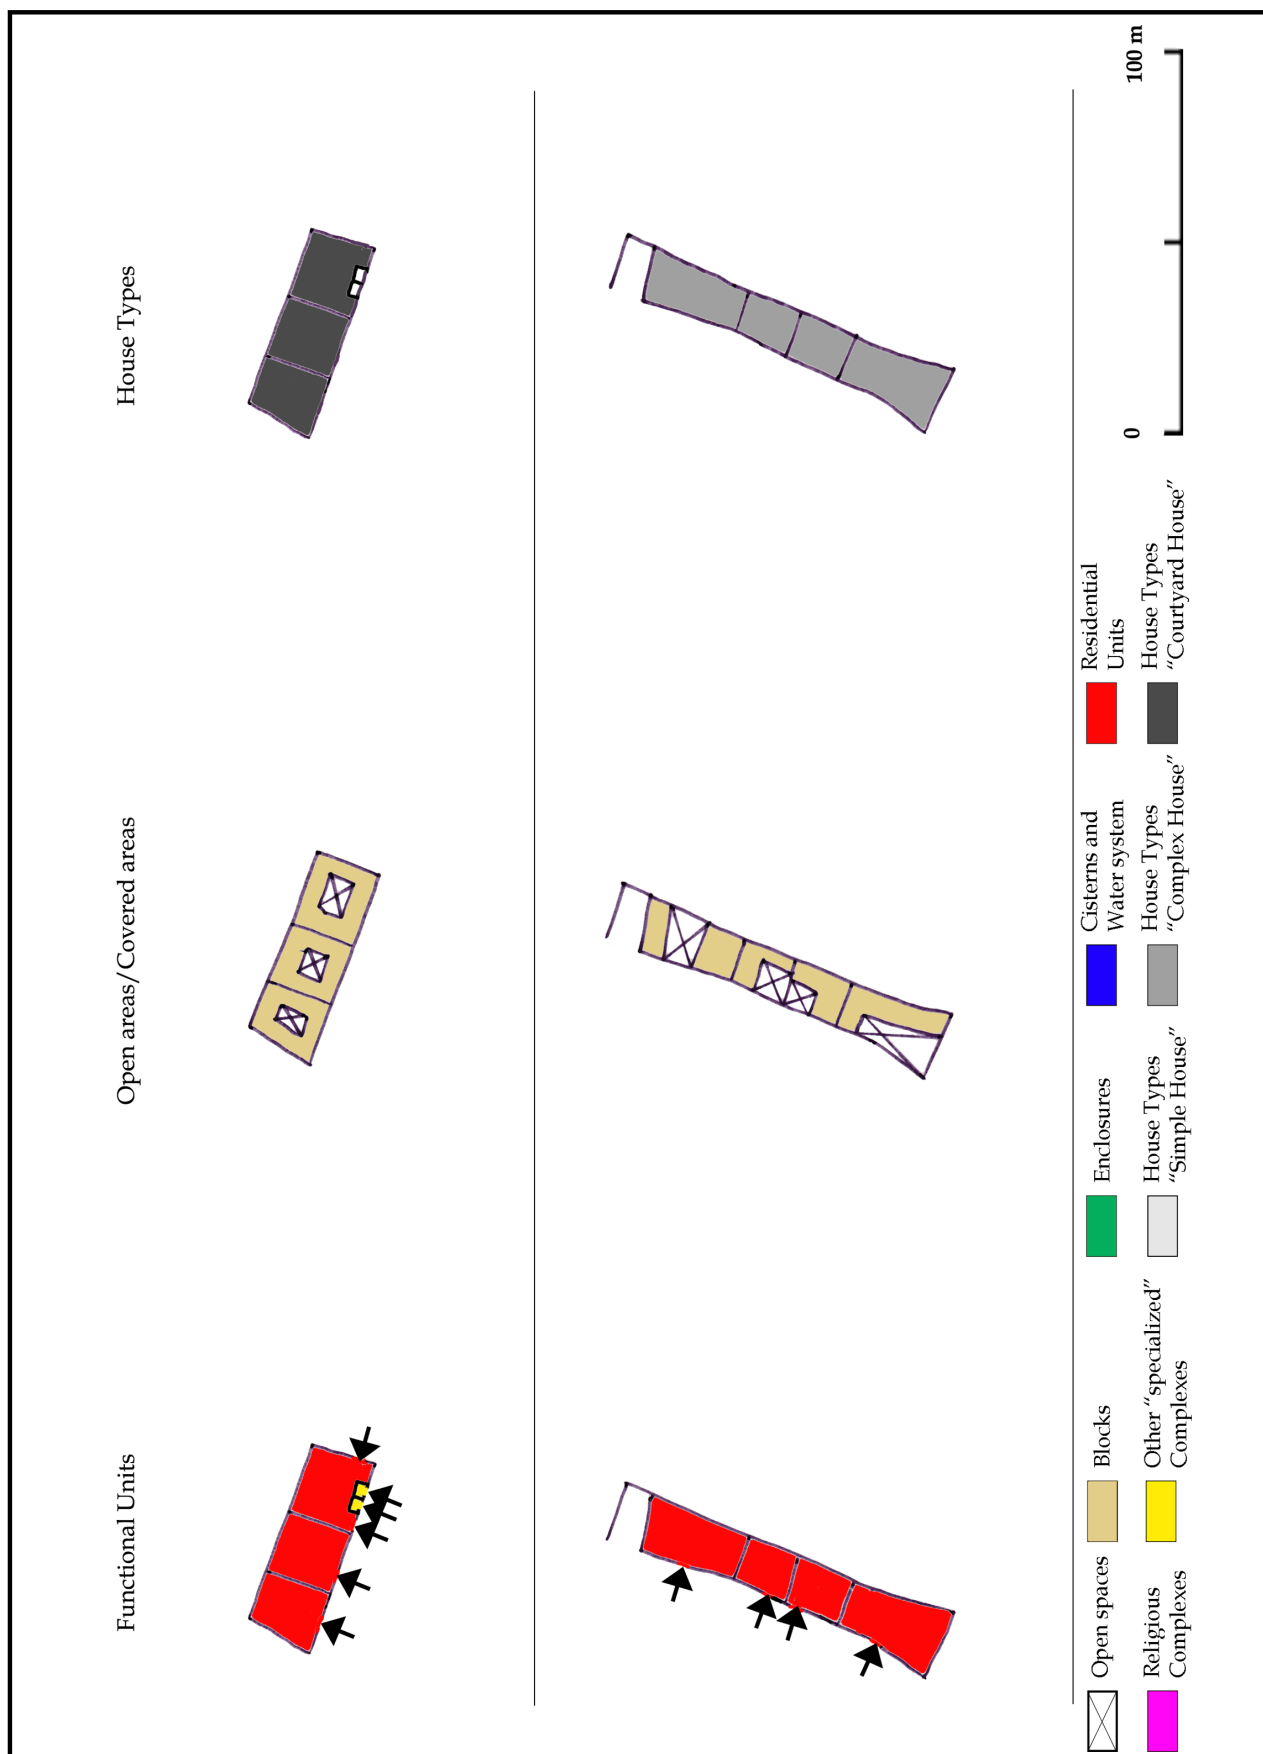 Functional Units
Open areas/Covered areas
House Types
Open spaces
Blocks
Enclosures
Cisterns and
Water system
Residential
Units
Religious
Complexes
Other “specialized”
Complexes
House Types
“Simple House”
House Types
“Complex House”
House Types
“Courtyard House”
0
100 m